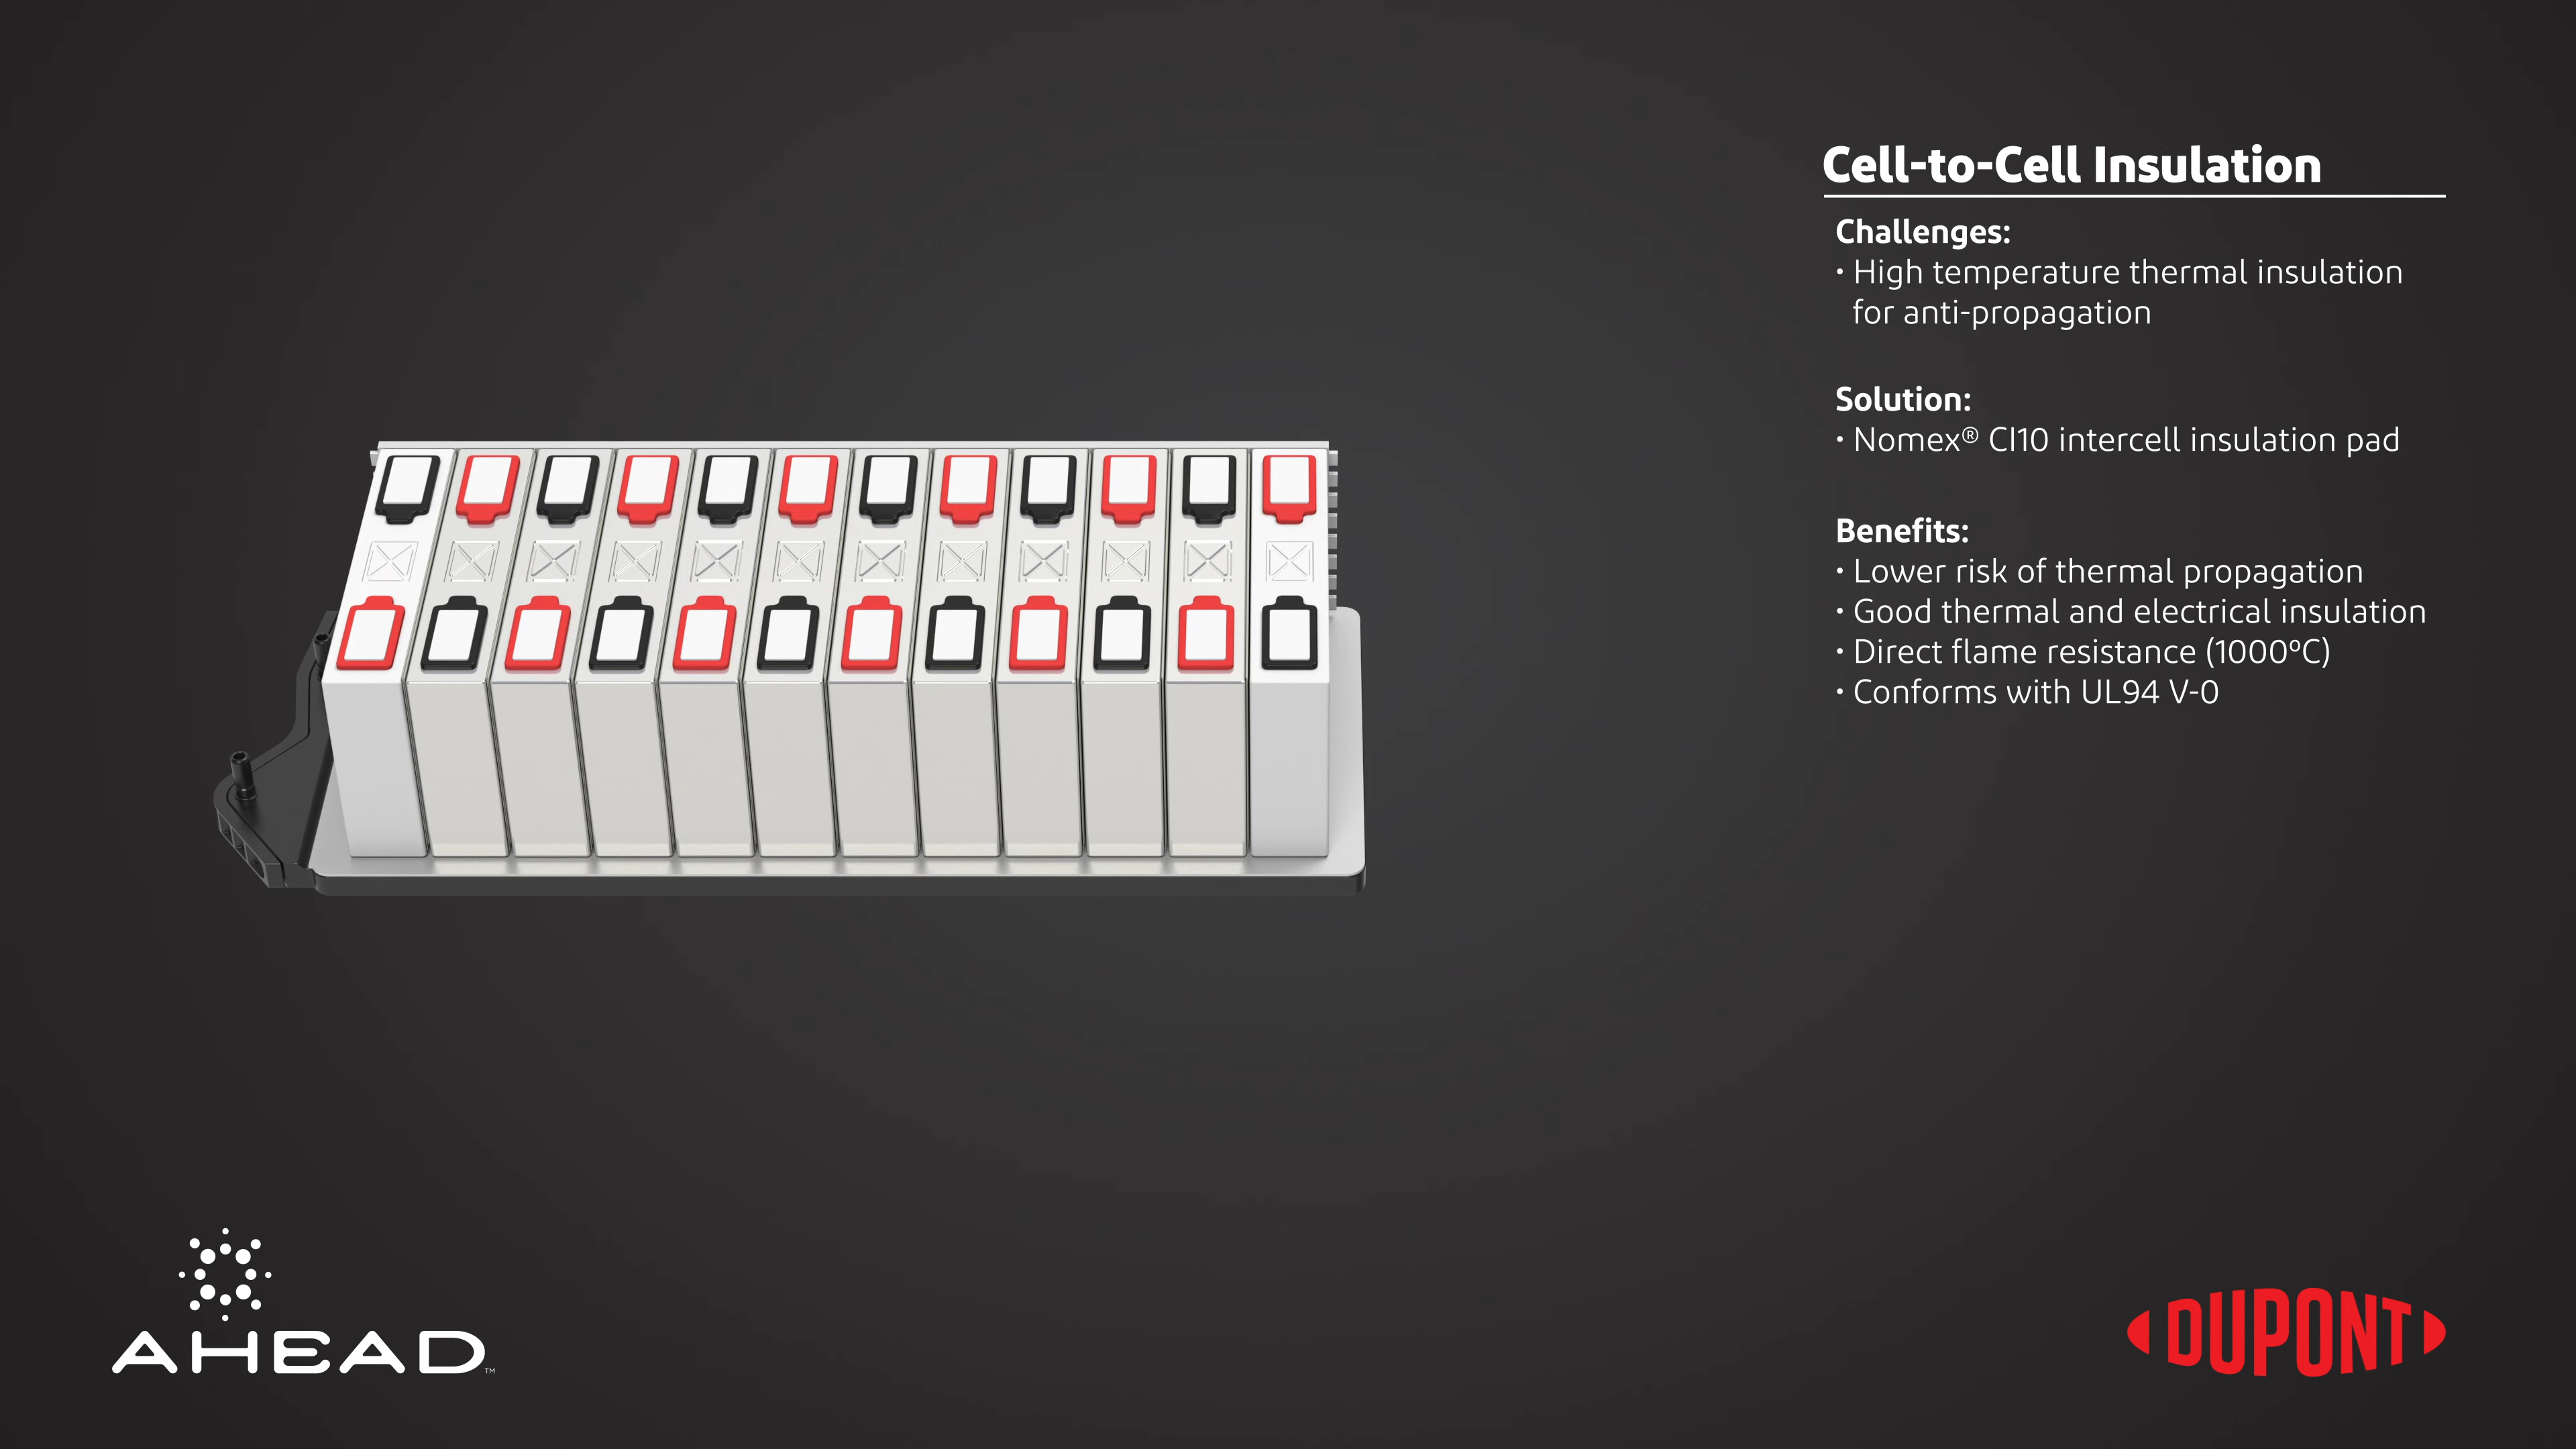 Cell-to-Cell Insulation
Challenges:
• High temperature thermal insulation
for anti-propagation
Solution:
• Nomex® CI10 intercell insulation pad
Benefits:
• Lower risk of thermal propagation
• Good thermal and electrical insulation
• Direct flame resistance (1000ºC)
• Conforms with UL94 V-0
AHEAD™
DUPONT